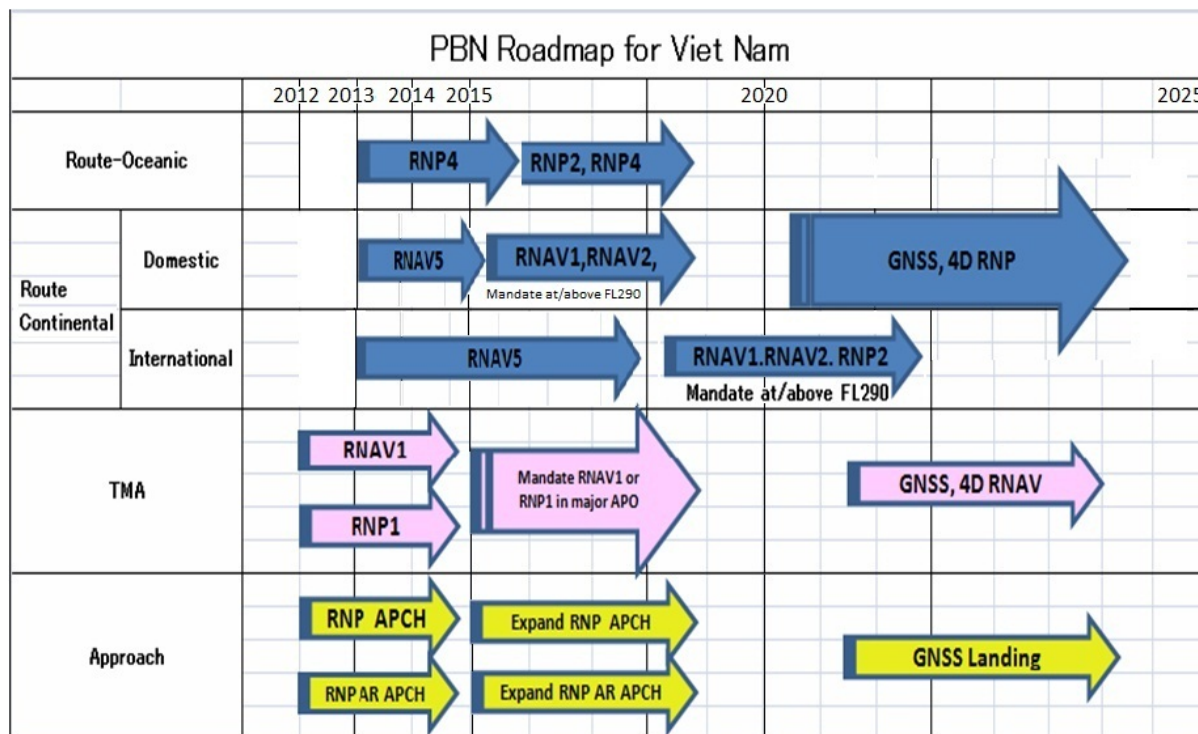 PBN Roadmap for Viet Nam
2012 2013 2014 2015 2020 2025
Route-Oceanic
RNP4
RNP2, RNP4
Route
Continental
Domestic
RNAV5
RNAV1,RNAV2,
Mandate at/above FL290
GNSS, 4D RNP
International
RNAV5
RNAV1.RNAV2. RNP2
Mandate at/above FL290
TMA
RNAV1
RNP1
Mandate RNAV1 or
RNP1 in major APO
GNSS, 4D RNAV
Approach
RNP APCH
Expand RNP APCH
RNP AR APCH
Expand RNP AR APCH
GNSS Landing